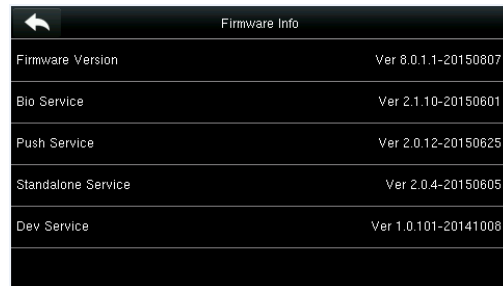 Firmware Info
Firmware Version Ver 8.0.1.1-20150807
Bio Service Ver 2.1.10-20150601
Push Service Ver 2.0.12-20150625
Standalone Service Ver 2.0.4-20150605
Dev Service Ver 1.0.101-20141008